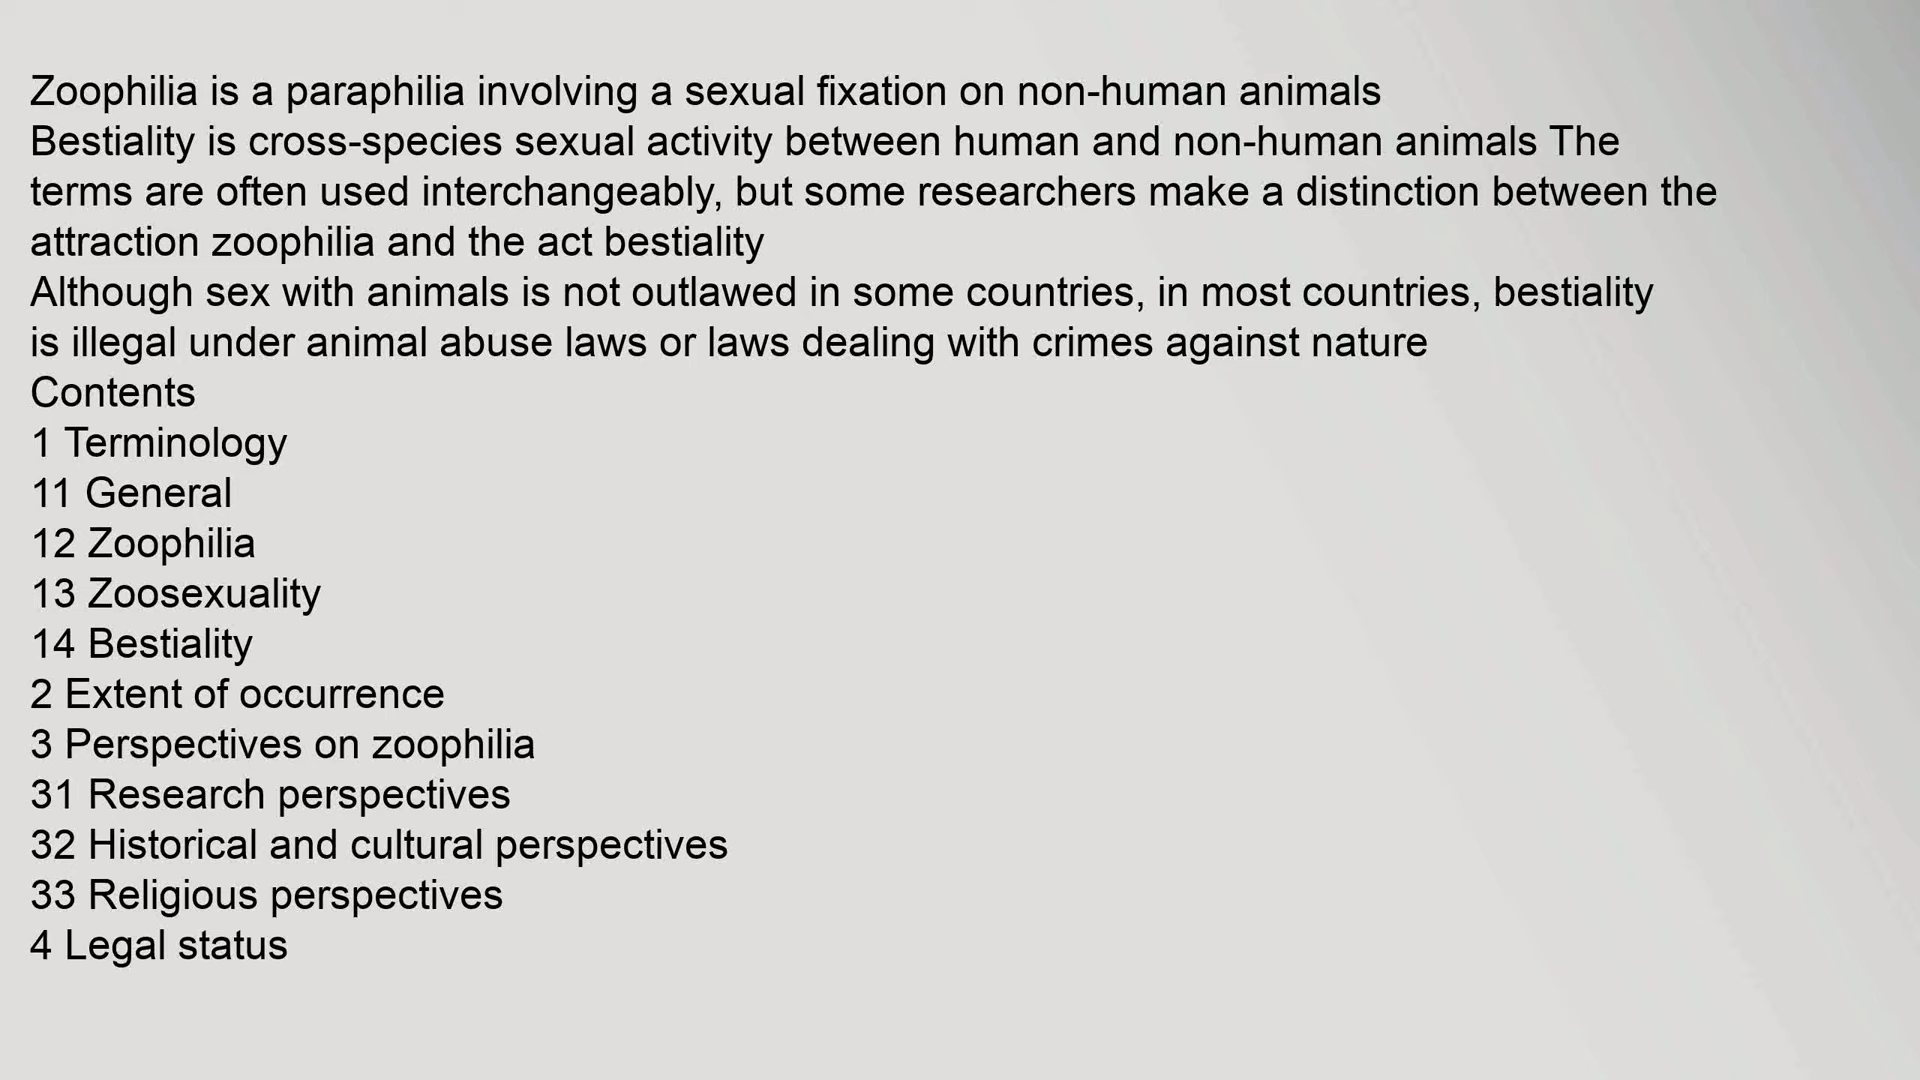 Zoophilia is a paraphilia involving a sexual fixation on non-human animals
Bestiality is cross-species sexual activity between human and non-human animals The
terms are often used interchangeably, but some researchers make a distinction between the
attraction zoophilia and the act bestiality
Although sex with animals is not outlawed in some countries, in most countries, bestiality
is illegal under animal abuse laws or laws dealing with crimes against nature
Contents
1 Terminology
11 General
12 Zoophilia
13 Zoosexuality
14 Bestiality
2 Extent of occurrence
3 Perspectives on zoophilia
31 Research perspectives
32 Historical and cultural perspectives
33 Religious perspectives
4 Legal status